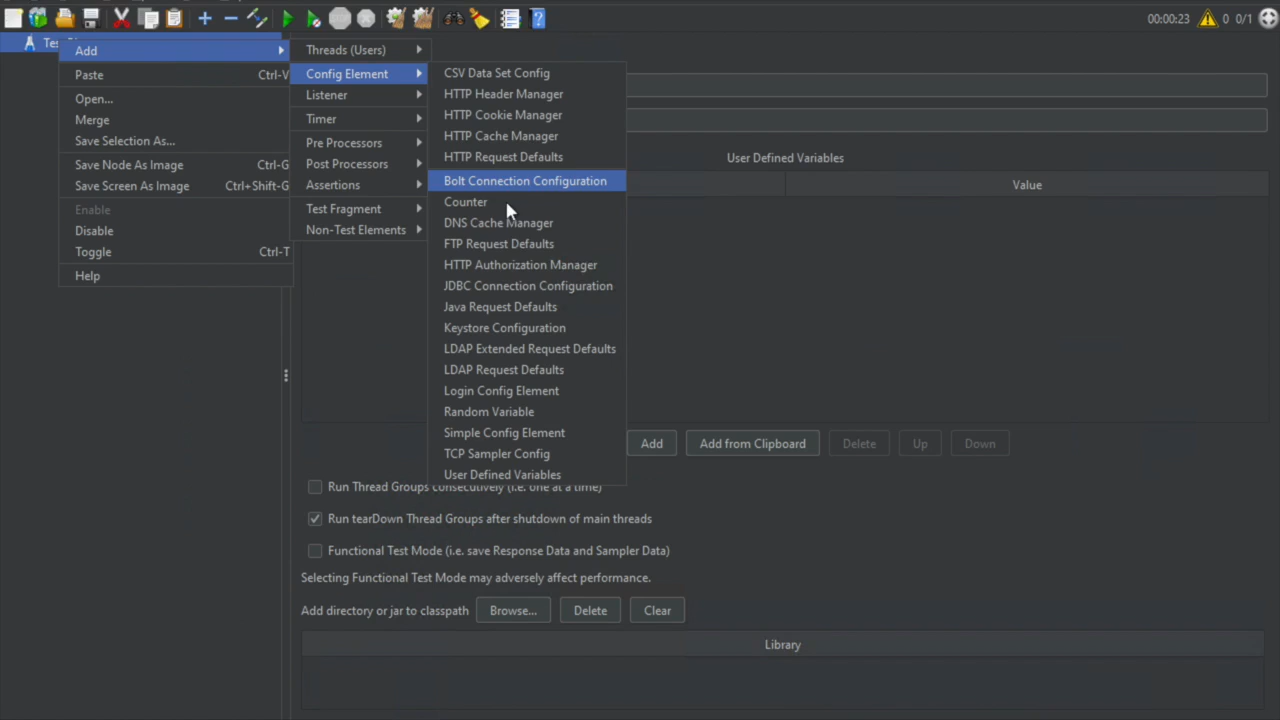 00:00:23 0 0/1
Add
Paste Ctrl-V
Open...
Merge
Save Selection As...
Save Node As Image Ctrl-G
Save Screen As Image Ctrl+Shift-G
Enable
Disable
Toggle Ctrl-T
Help
Threads (Users)
Config Element
Listener
Timer
Pre Processors
Post Processors
Assertions
Test Fragment
Non-Test Elements
CSV Data Set Config
HTTP Header Manager
HTTP Cookie Manager
HTTP Cache Manager
HTTP Request Defaults
Bolt Connection Configuration
Counter
DNS Cache Manager
FTP Request Defaults
HTTP Authorization Manager
JDBC Connection Configuration
Java Request Defaults
Keystore Configuration
LDAP Extended Request Defaults
LDAP Request Defaults
Login Config Element
Random Variable
Simple Config Element
TCP Sampler Config
User Defined Variables
User Defined Variables
Value
Add Add from Clipboard Delete Up Down
Run Thread Groups consecutively (i.e. one at a time)
Run tearDown Thread Groups after shutdown of main threads
Functional Test Mode (i.e. save Response Data and Sampler Data)
Selecting Functional Test Mode may adversely affect performance.
Add directory or jar to classpath Browse... Delete Clear
Library